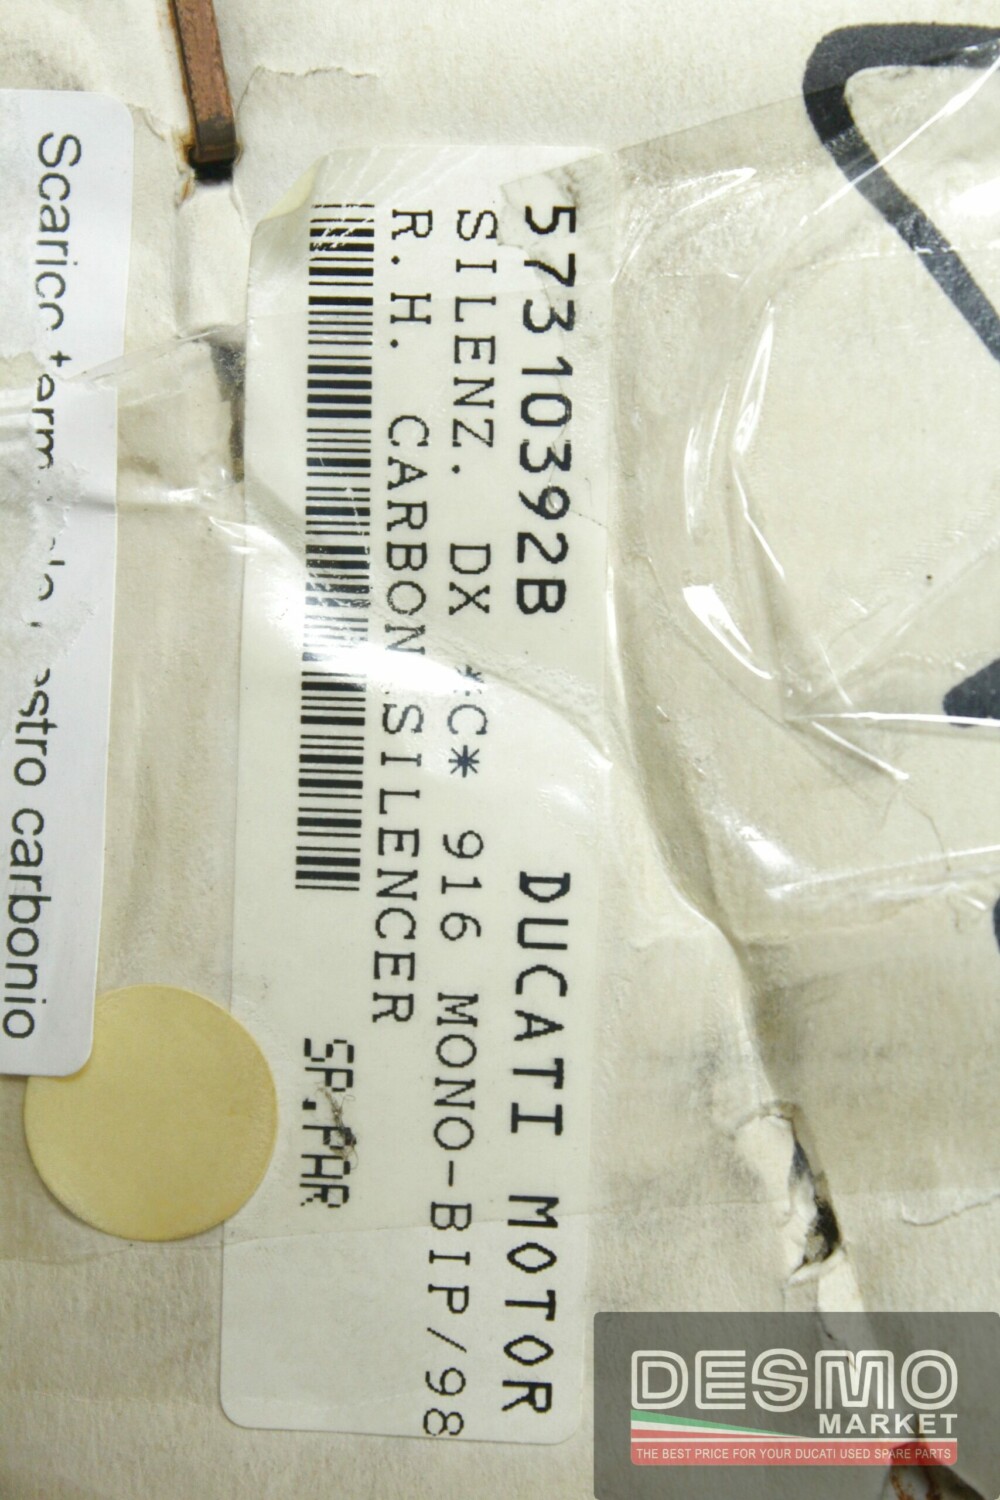 57310392B DUCATI MOTOR
SILENZ. DX *C* 916 MONO-BIP/98
R.H. CARBON SILENCER
SP.PAR
Scarico carbonio
DESMO
MARKET
THE BEST PRICE FOR YOUR DUCATI USED SPARE PARTS